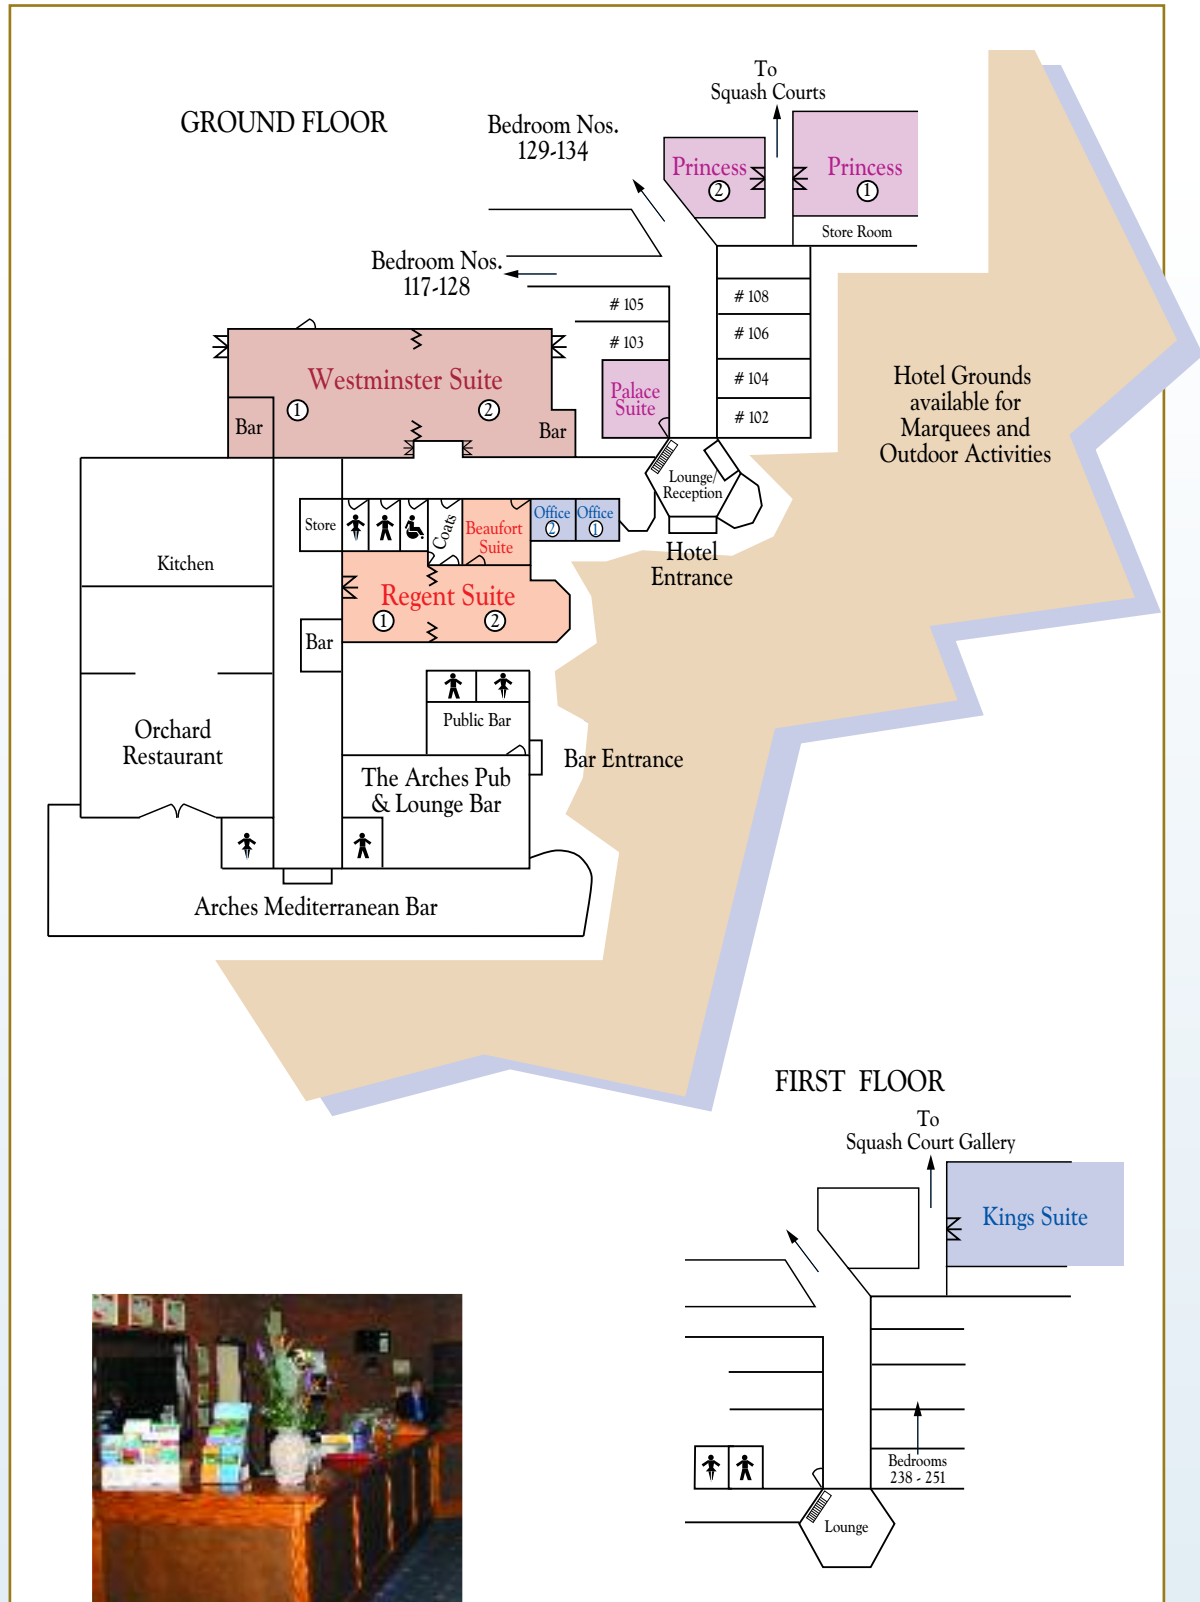 GROUND FLOOR
To
Squash Courts
Bedroom Nos.
129-134
Princess
2
Princess
1
Store Room
Bedroom Nos.
117-128
# 105
# 103
# 108
# 106
# 104
# 102
Palace
Suite
Westminster Suite
1
2
Bar
Bar
Hotel Grounds
available for
Marquees and
Outdoor Activities
Lounge/
Reception
Hotel
Entrance
Store
Coats
Beaufort
Suite
Office
2
Office
1
Kitchen
Regent Suite
1
2
Bar
Public Bar
Orchard
Restaurant
Bar Entrance
The Arches Pub
& Lounge Bar
Arches Mediterranean Bar
FIRST FLOOR
To
Squash Court Gallery
Kings Suite
Bedrooms
238 - 251
Lounge